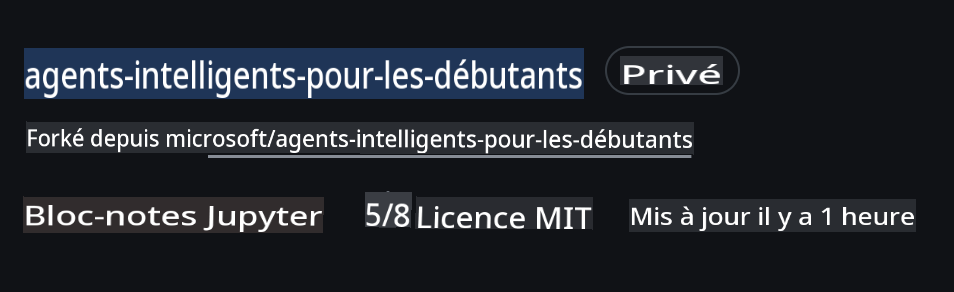 agents-intelligents-pour-les-débutants Privé
Forké depuis microsoft/agents-intelligents-pour-les-débutants
Bloc-notes Jupyter 5/8 Licence MIT Mis à jour il y a 1 heure